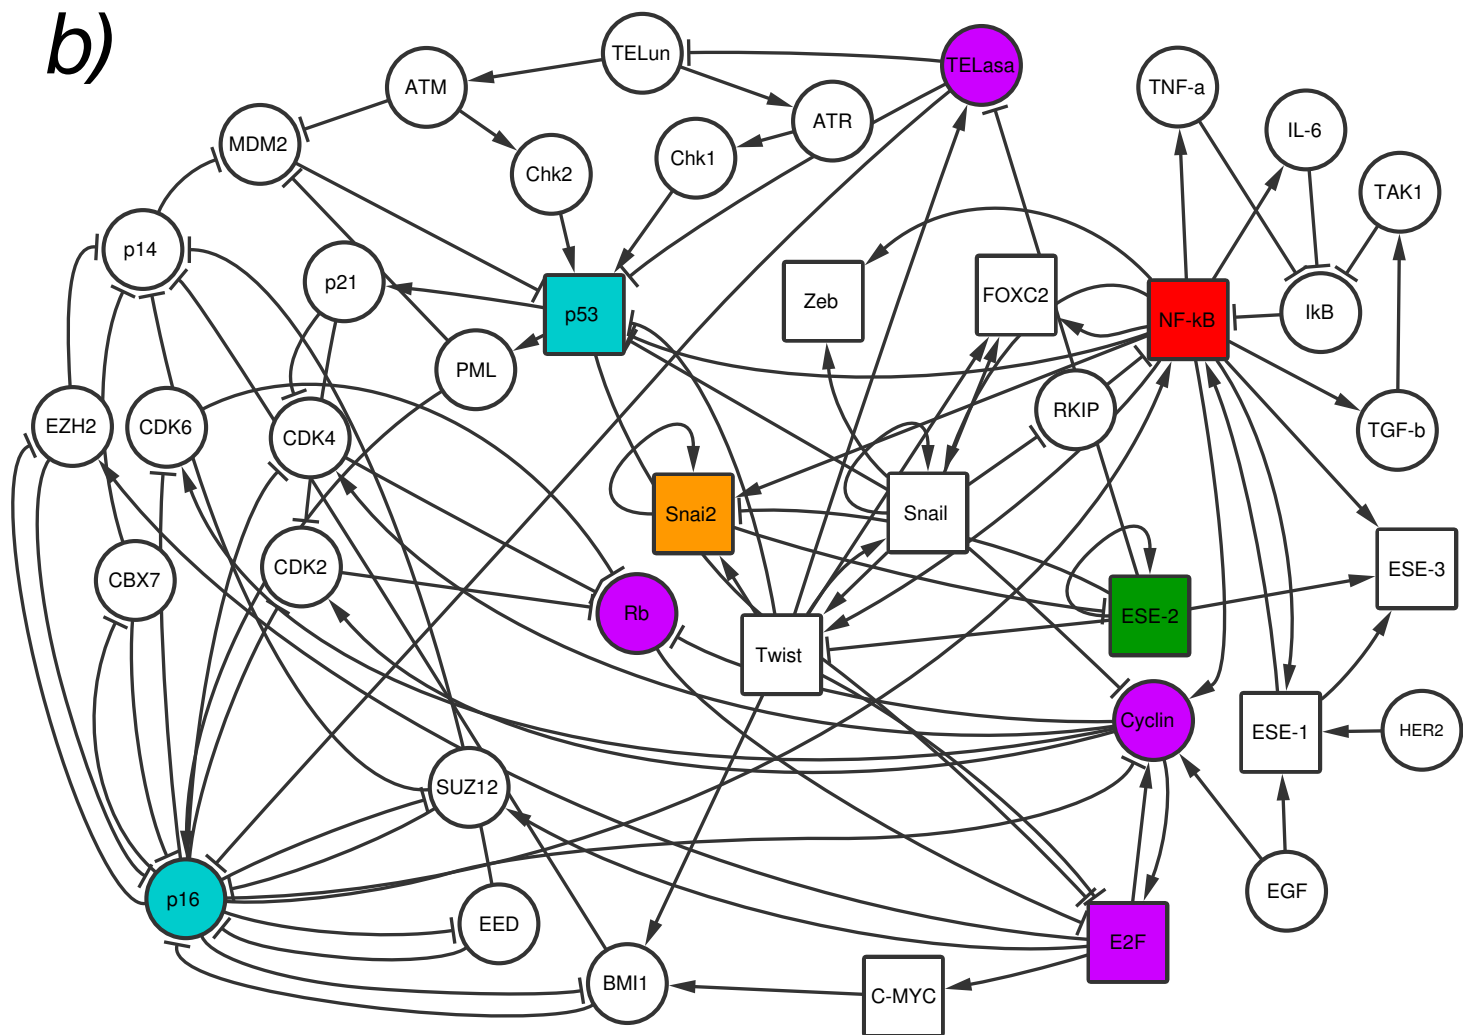 b)
TELun
TELasa
ATM
TNF-a
ATR
IL-6
MDM2
Chk2
Chk1
TAK1
p14
p21
p53
Zeb
FOXC2
NF-kB
IkB
PML
EZH2
CDK6
CDK4
RKIP
TGF-b
Snai2
Snail
CBX7
CDK2
ESE-3
Rb
ESE-2
Twist
Cyclin
ESE-1
HER2
SUZ12
p16
EED
EGF
E2F
BMI1
C-MYC